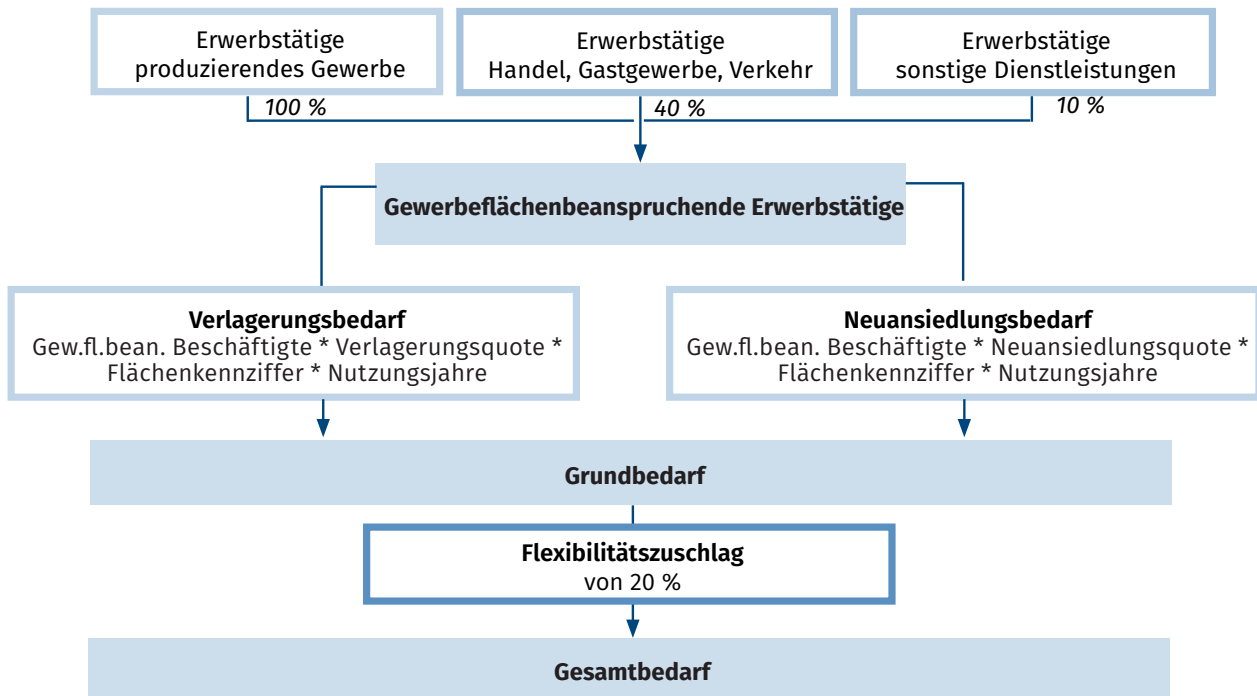 Erwerbstätige
produzierendes Gewerbe
Erwerbstätige
Handel, Gastgewerbe, Verkehr
Erwerbstätige
sonstige Dienstleistungen
100 %
40 %
10 %
Gewerbeflächenbeanspruchende Erwerbstätige
Verlagerungsbedarf
Gew.fl.bean. Beschäftigte * Verlagerungsquote *
Flächenkennziffer * Nutzungsjahre
Neuansiedlungsbedarf
Gew.fl.bean. Beschäftigte * Neuansiedlungsquote *
Flächenkennziffer * Nutzungsjahre
Grundbedarf
Flexibilitätszuschlag
von 20 %
Gesamtbedarf